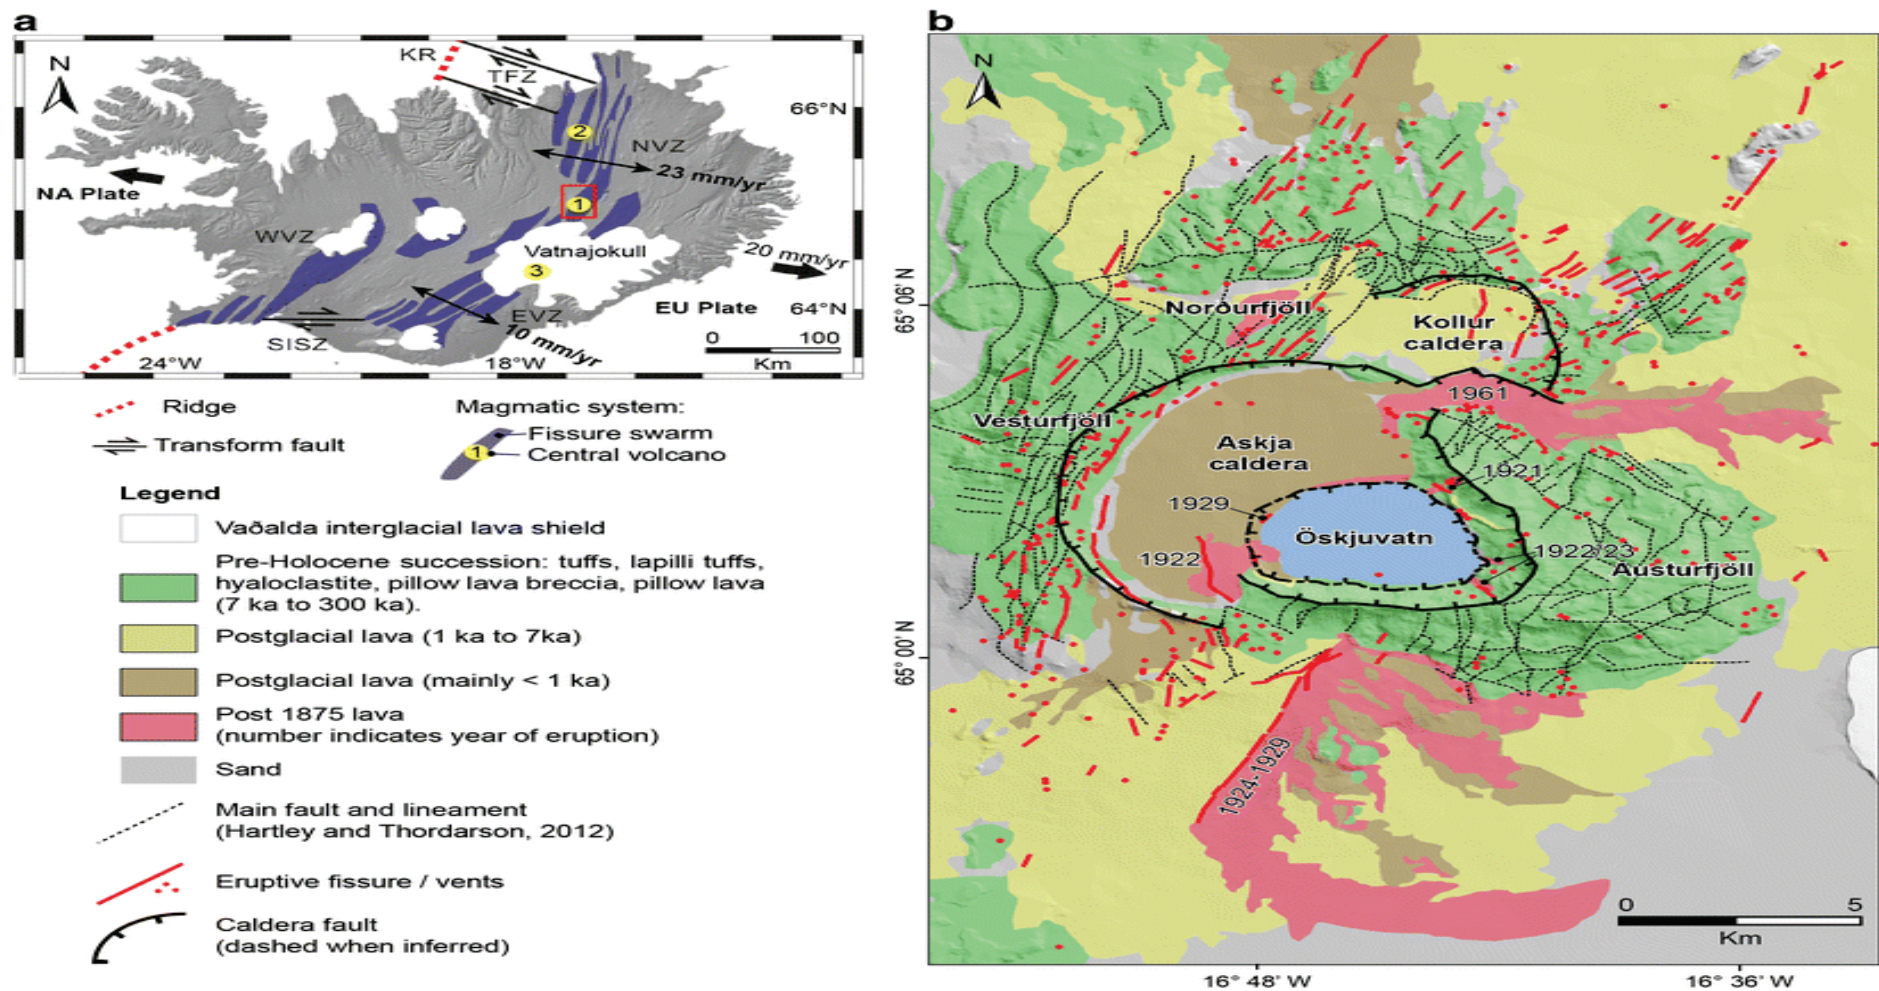 a
N
KR
TFZ
66°N
2
NVZ
23 mm/yr
NA Plate
1
WVZ
Vatnajokull
20 mm/yr
3
EU Plate
64°N
EVZ
10 mm/yr
SISZ
0 100
Km
24°W 18°W
Ridge
Transform fault
Magmatic system:
Fissure swarm
1
Central volcano
Legend
Vaðalda interglacial lava shield
Pre-Holocene succession: tuffs, lapilli tuffs,
hyaloclastite, pillow lava breccia, pillow lava
(7 ka to 300 ka).
Postglacial lava (1 ka to 7ka)
Postglacial lava (mainly < 1 ka)
Post 1875 lava
(number indicates year of eruption)
Sand
Main fault and lineament
(Hartley and Thordarson, 2012)
Eruptive fissure / vents
Caldera fault
(dashed when inferred)
b
N
65° 06' N
Norðurfjöll
Kollur
caldera
1961
Vesturfjöll
Askja
caldera
1921
1929
Öskjuvatn
1922
1922/23
Austurfjöll
65° 00' N
1924-1929
0 5
Km
16° 48' W 16° 36' W